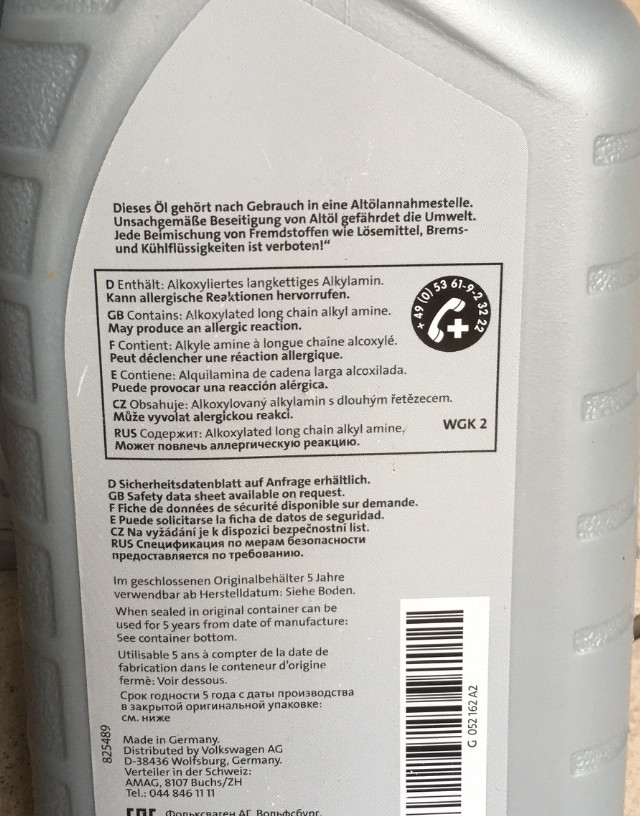 Dieses Öl gehört nach Gebrauch in eine Altölannahmestelle.
Unsachgemäße Beseitigung von Altöl gefährdet die Umwelt.
Jede Beimischung von Fremdstoffen wie Lösemittel, Brems-
und Kühlflüssigkeiten ist verboten!“
D Enthält: Alkoxyliertes langkettiges Alkylamin.
Kann allergische Reaktionen hervorrufen.
GB Contains: Alkoxylated long chain alkyl amine.
May produce an allergic reaction.
F Contient: Alkyle amine à longue chaîne alcoxylé.
Peut déclencher une réaction allergique.
E Contiene: Alquilamina de cadena larga alcoxilada.
Puede provocar una reacción alérgica.
CZ Obsahuje: Alkoxylovaný alkylamin s dlouhým řetězecem.
Může vyvolat alergickou reakci.
RUS Содержит: Alkoxylated long chain alkyl amine.
Может повлечь аллергическую реакцию.
+ 49 (0) 53 61-9-2 32 22
WGK 2
D Sicherheitsdatenblatt auf Anfrage erhältlich.
GB Safety data sheet available on request.
F Fiche de données de sécurité disponible sur demande.
E Puede solicitarse la ficha de datos de seguridad.
CZ Na vyžádání je k dispozici bezpečnostní list.
RUS Спецификация по мерам безопасности
предоставляется по требованию.
Im geschlossenen Originalbehälter 5 Jahre
verwendbar ab Herstelldatum: Siehe Boden.
When sealed in original container can be
used for 5 years from date of manufacture:
See container bottom.
Utilisable 5 ans à compter de la date de
fabrication dans le conteneur d’origine
fermè: Voir dessous.
Срок годности 5 года с даты производства
в закрытой оригинальной упаковке:
см. ниже
825489
Made in Germany.
Distributed by Volkswagen AG
D-38436 Wolfsburg, Germany.
Verteiler in der Schweiz:
AMAG, 8107 Buchs/ZH
Tel.: 044 846 11 11
Фольксваген АГ, Вольфсбург,
G 052 162 A2